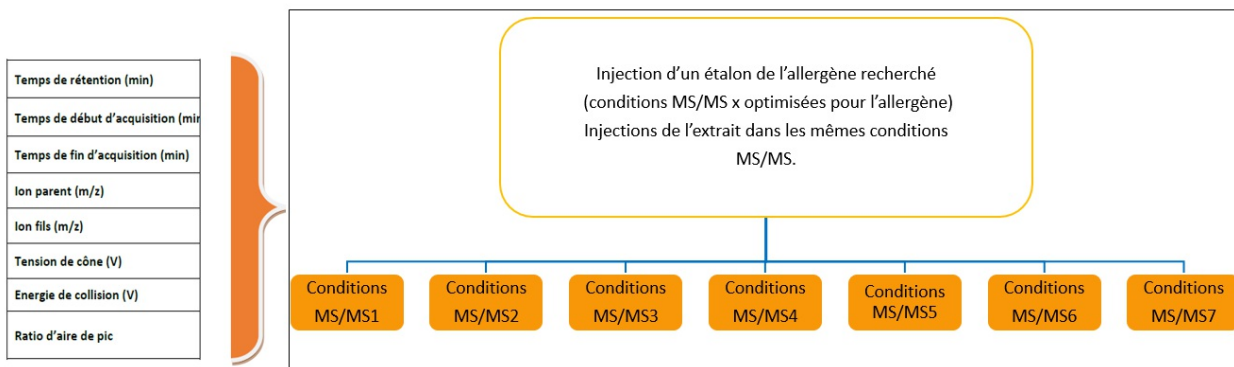 Temps de rétention (min)
Temps de début d'acquisition (min
Temps de fin d'acquisition (min)
Ion parent (m/z)
Ion fils (m/z)
Tension de cône (V)
Energie de collision (V)
Ratio d'aire de pic
Injection d'un étalon de l'allergène recherché
(conditions MS/MS x optimisées pour l'allergène)
Injections de l'extrait dans les mêmes conditions
MS/MS.
Conditions
MS/MS1
Conditions
MS/MS2
Conditions
MS/MS3
Conditions
MS/MS4
Conditions
MS/MS5
Conditions
MS/MS6
Conditions
MS/MS7